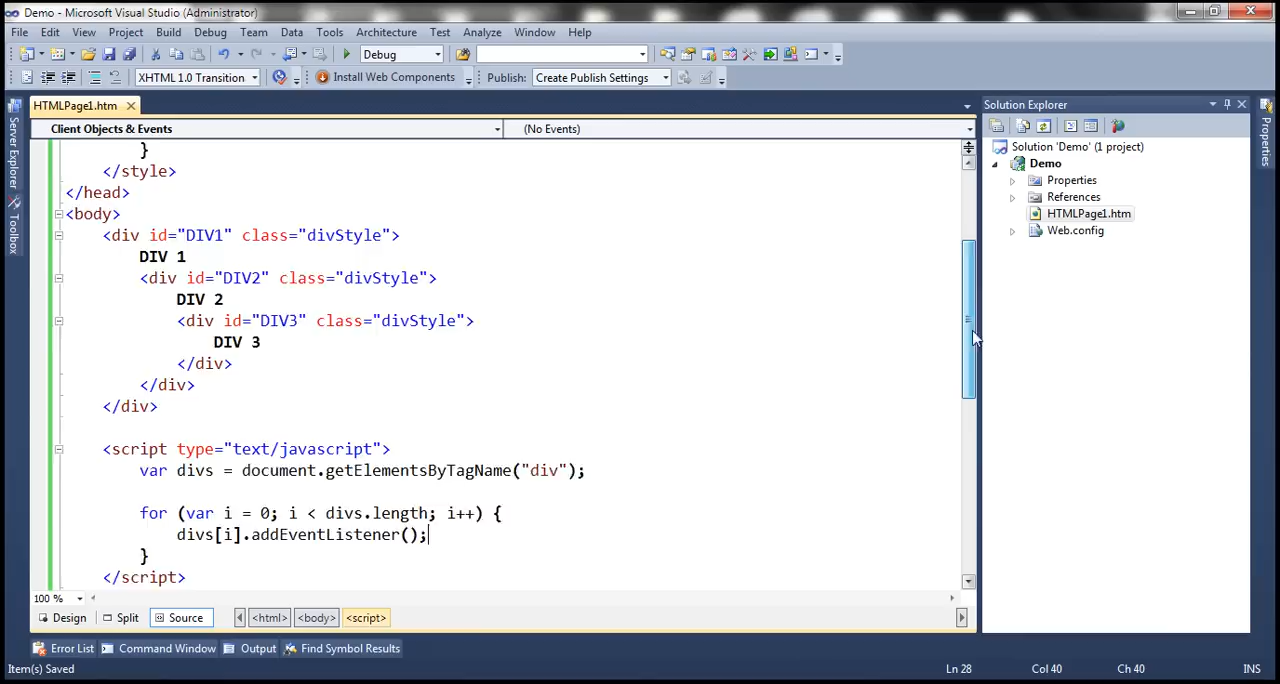 Demo - Microsoft Visual Studio (Administrator)
File Edit View Project Build Debug Team Data Tools Architecture Test Analyze Window Help
Debug
XHTML 1.0 Transition Install Web Components Publish: Create Publish Settings
HTMLPage1.htm
Client Objects & Events (No Events)
}
</style>
</head>
<body>
<div id="DIV1" class="divStyle">
DIV 1
<div id="DIV2" class="divStyle">
DIV 2
<div id="DIV3" class="divStyle">
DIV 3
</div>
</div>
</div>
<script type="text/javascript">
var divs = document.getElementsByTagName("div");
for (var i = 0; i < divs.length; i++) {
divs[i].addEventListener();
}
</script>
100 %
Design Split Source <html> <body> <script>
Error List Command Window Output Find Symbol Results
Item(s) Saved Ln 28 Col 40 Ch 40 INS
Server Explorer
Toolbox
Solution Explorer
Solution 'Demo' (1 project)
Demo
Properties
References
HTMLPage1.htm
Web.config
Properties